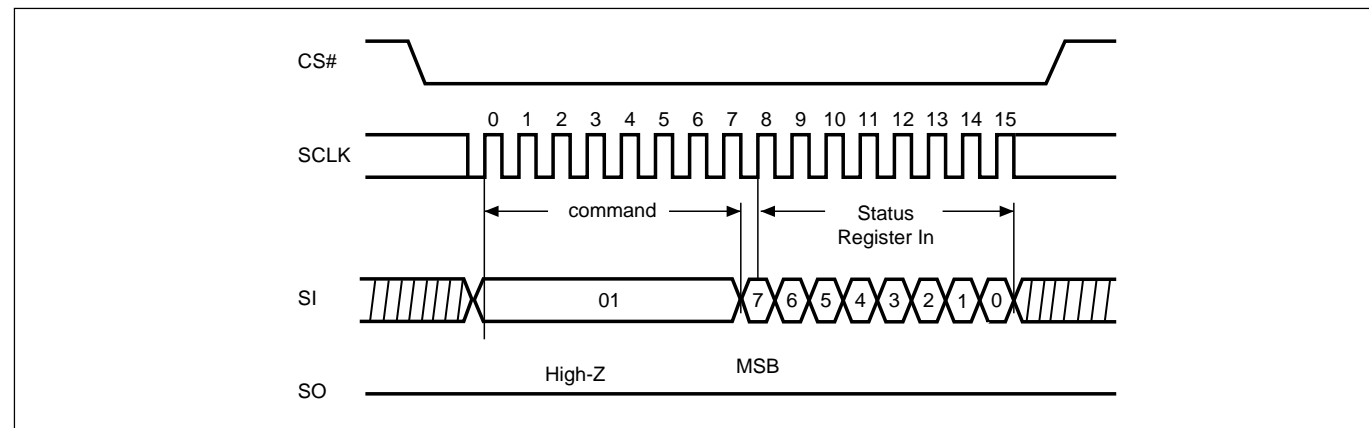 CS#
0 1 2 3 4 5 6 7 8 9 10 11 12 13 14 15
SCLK
command
Status
Register In
SI
01
7 6 5 4 3 2 1 0
High-Z
MSB
SO